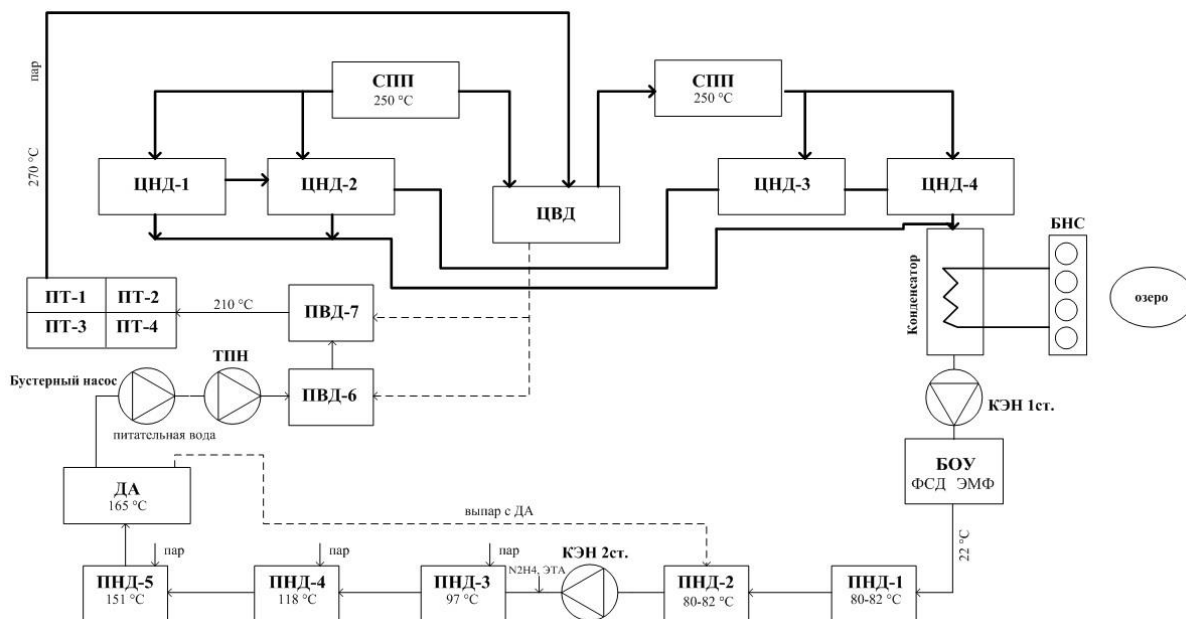 пар
270 °С
СПП
250 °С
СПП
250 °С
ЦНД-1
ЦНД-2
ЦВД
ЦНД-3
ЦНД-4
БНС
озеро
Конденсатор
ПТ-1 ПТ-2
ПТ-3 ПТ-4
210 °С
ПВД-7
ТПН
Бустерный насос
ПВД-6
питательная вода
КЭН 1ст.
БОУ
ФСД ЭМФ
22 °С
ДА
165 °С
выпар с ДА
пар
пар
пар
N2H4, ЭТА
КЭН 2ст.
ПНД-5
151 °С
ПНД-4
118 °С
ПНД-3
97 °С
ПНД-2
80-82 °С
ПНД-1
80-82 °С